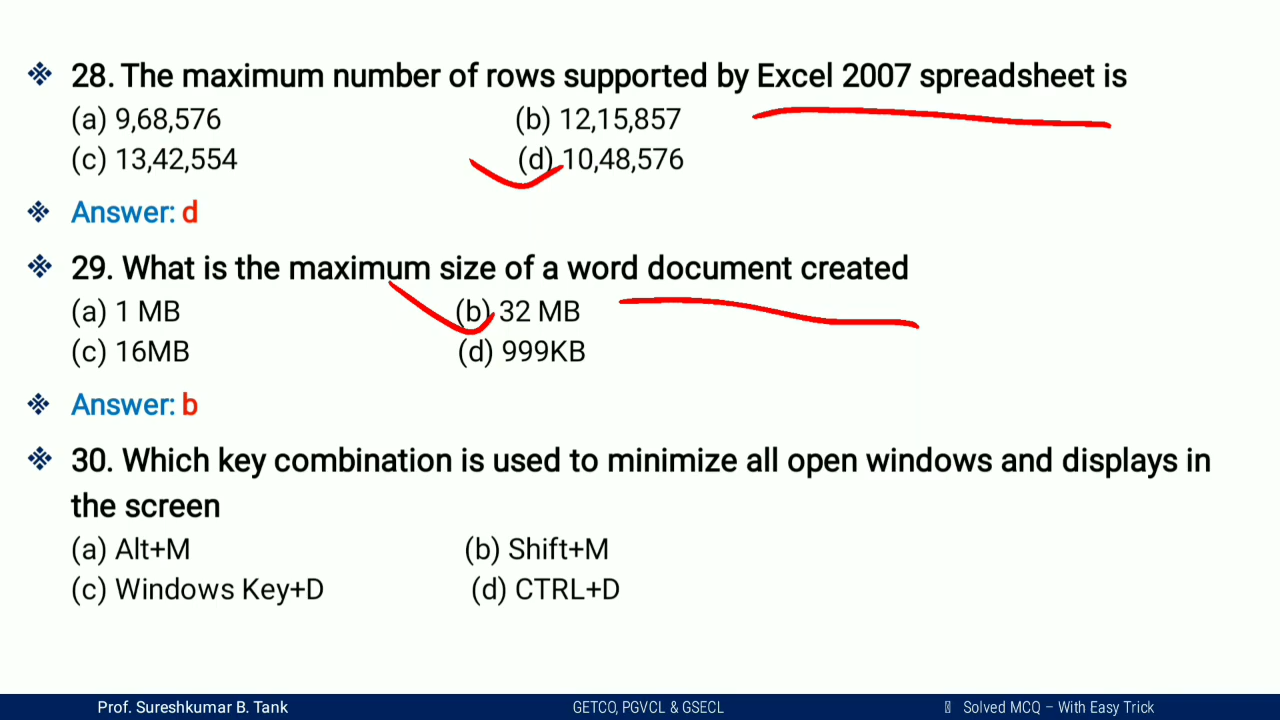 28. The maximum number of rows supported by Excel 2007 spreadsheet is
(a) 9,68,576 (b) 12,15,857
(c) 13,42,554 (d) 10,48,576
Answer: d
29. What is the maximum size of a word document created
(a) 1 MB (b) 32 MB
(c) 16MB (d) 999KB
Answer: b
30. Which key combination is used to minimize all open windows and displays in
the screen
(a) Alt+M (b) Shift+M
(c) Windows Key+D (d) CTRL+D
Prof. Sureshkumar B. Tank GETCO, PGVCL & GSECL Solved MCQ – With Easy Trick